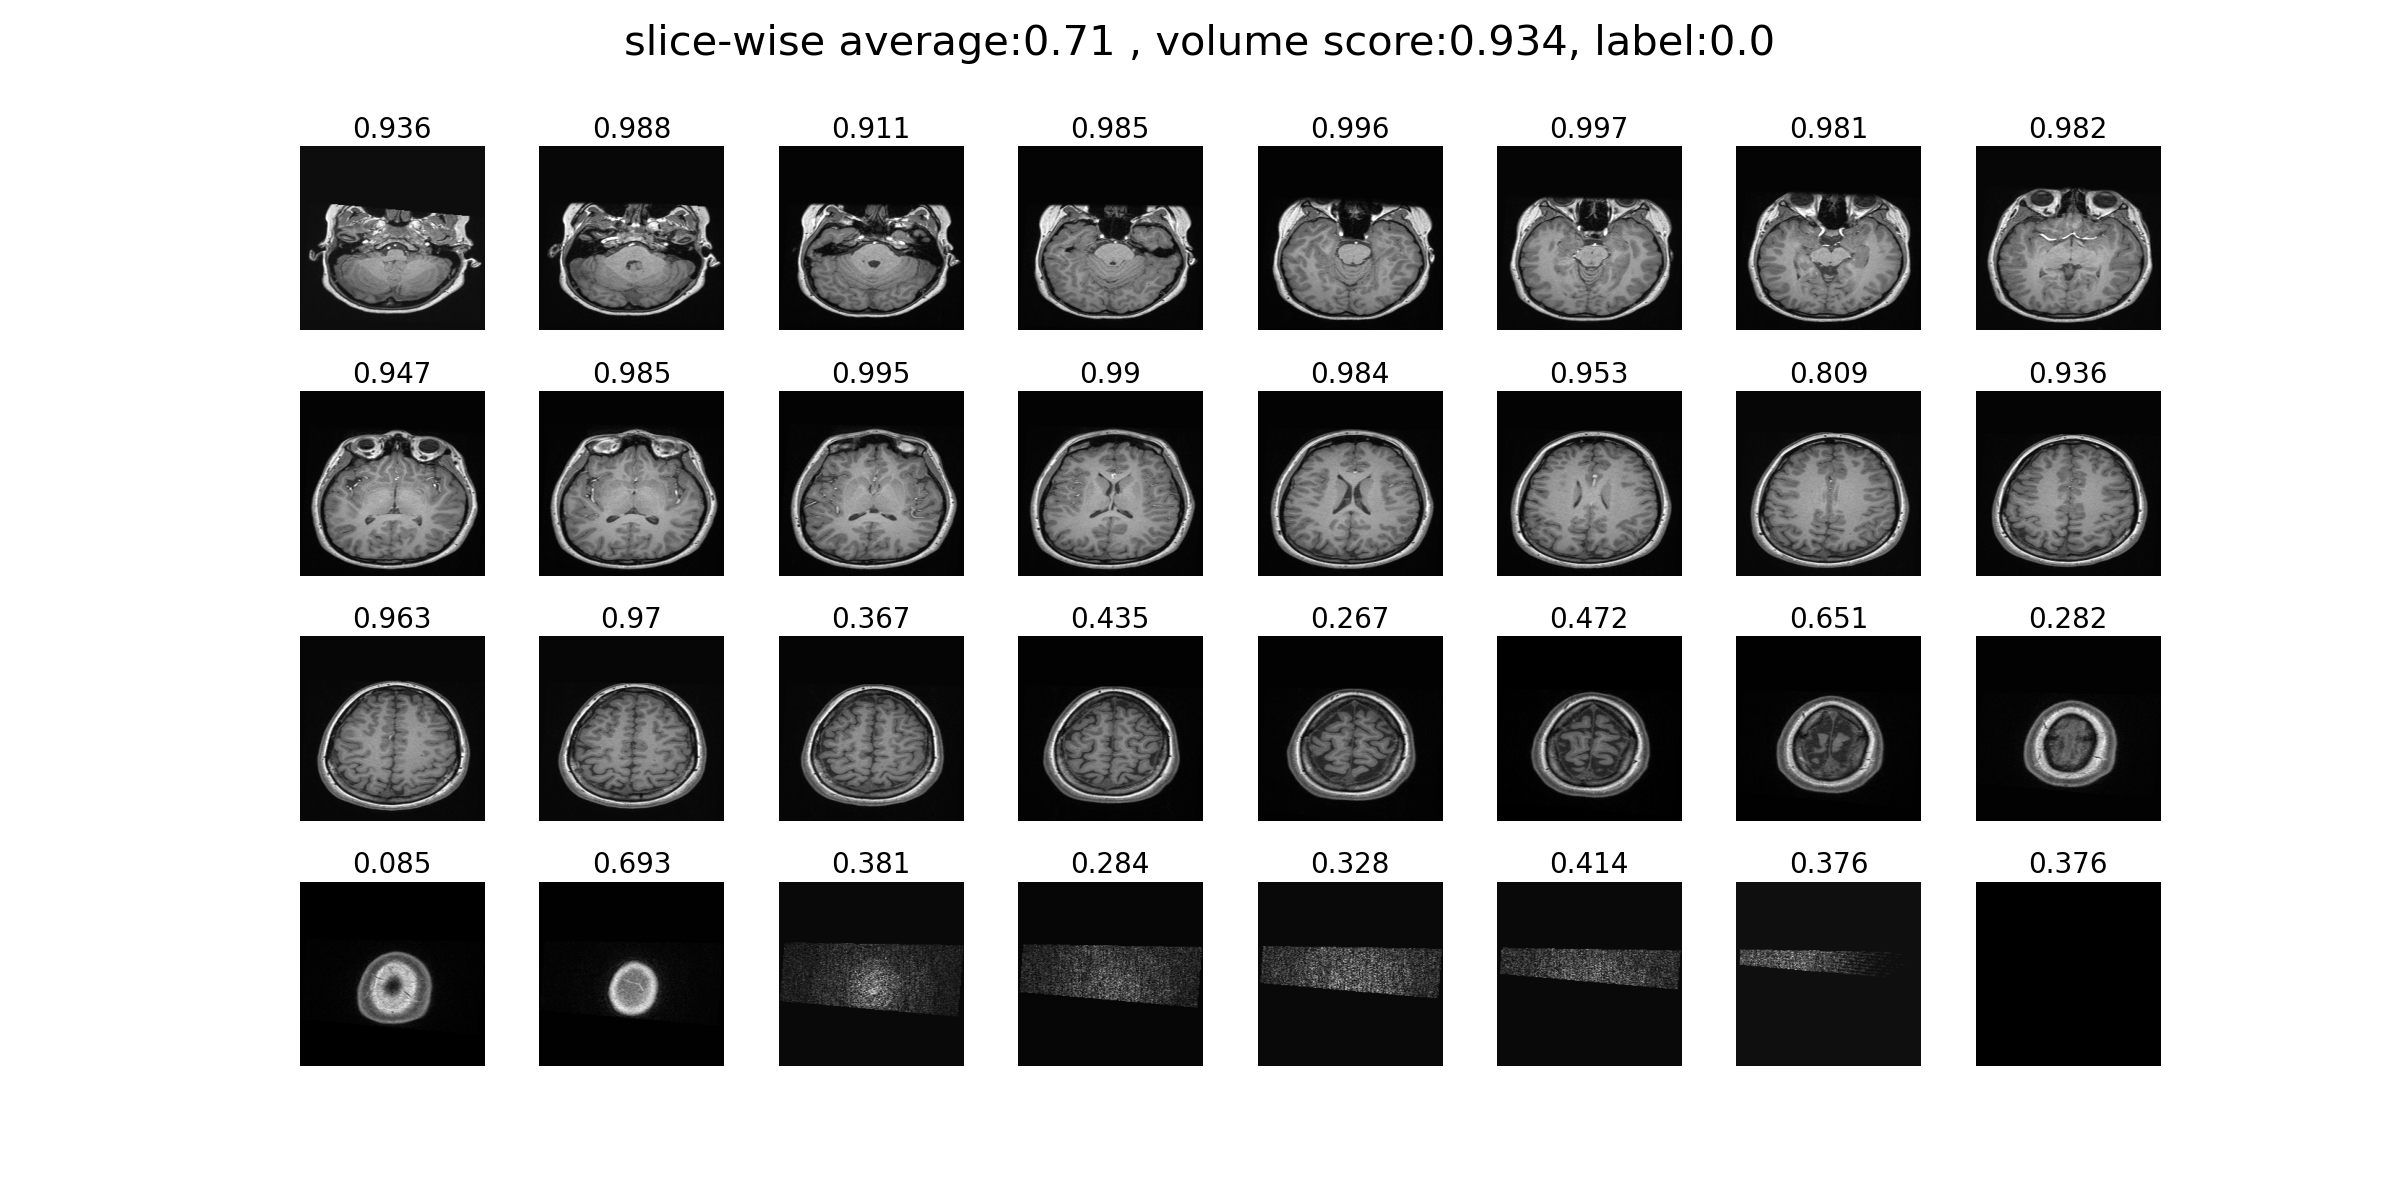 slice-wise average:0.71 , volume score:0.934, label:0.0
0.936 0.988 0.911 0.985 0.996 0.997 0.981 0.982
0.947 0.985 0.995 0.99 0.984 0.953 0.809 0.936
0.963 0.97 0.367 0.435 0.267 0.472 0.651 0.282
0.085 0.693 0.381 0.284 0.328 0.414 0.376 0.376